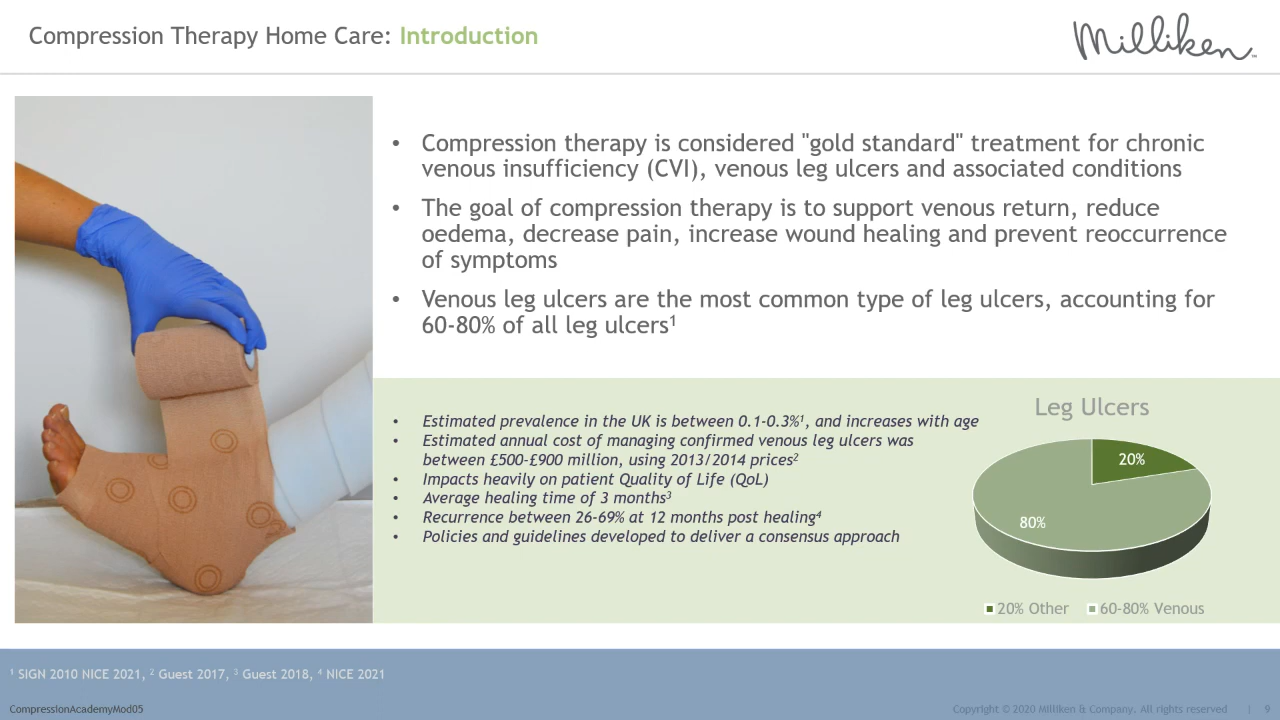 Compression Therapy Home Care: Introduction
Milliken™
• Compression therapy is considered "gold standard" treatment for chronic
venous insufficiency (CVI), venous leg ulcers and associated conditions
• The goal of compression therapy is to support venous return, reduce
oedema, decrease pain, increase wound healing and prevent reoccurrence
of symptoms
• Venous leg ulcers are the most common type of leg ulcers, accounting for
60-80% of all leg ulcers¹
• Estimated prevalence in the UK is between 0.1-0.3%¹, and increases with age
• Estimated annual cost of managing confirmed venous leg ulcers was
between £500-£900 million, using 2013/2014 prices²
• Impacts heavily on patient Quality of Life (QoL)
• Average healing time of 3 months³
• Recurrence between 26-69% at 12 months post healing⁴
• Policies and guidelines developed to deliver a consensus approach
Leg Ulcers
20%
80%
20% Other 60-80% Venous
¹ SIGN 2010 NICE 2021, ² Guest 2017, ³ Guest 2018, ⁴ NICE 2021
CompressionAcademyMod05
Copyright © 2020 Milliken & Company. All rights reserved | 9